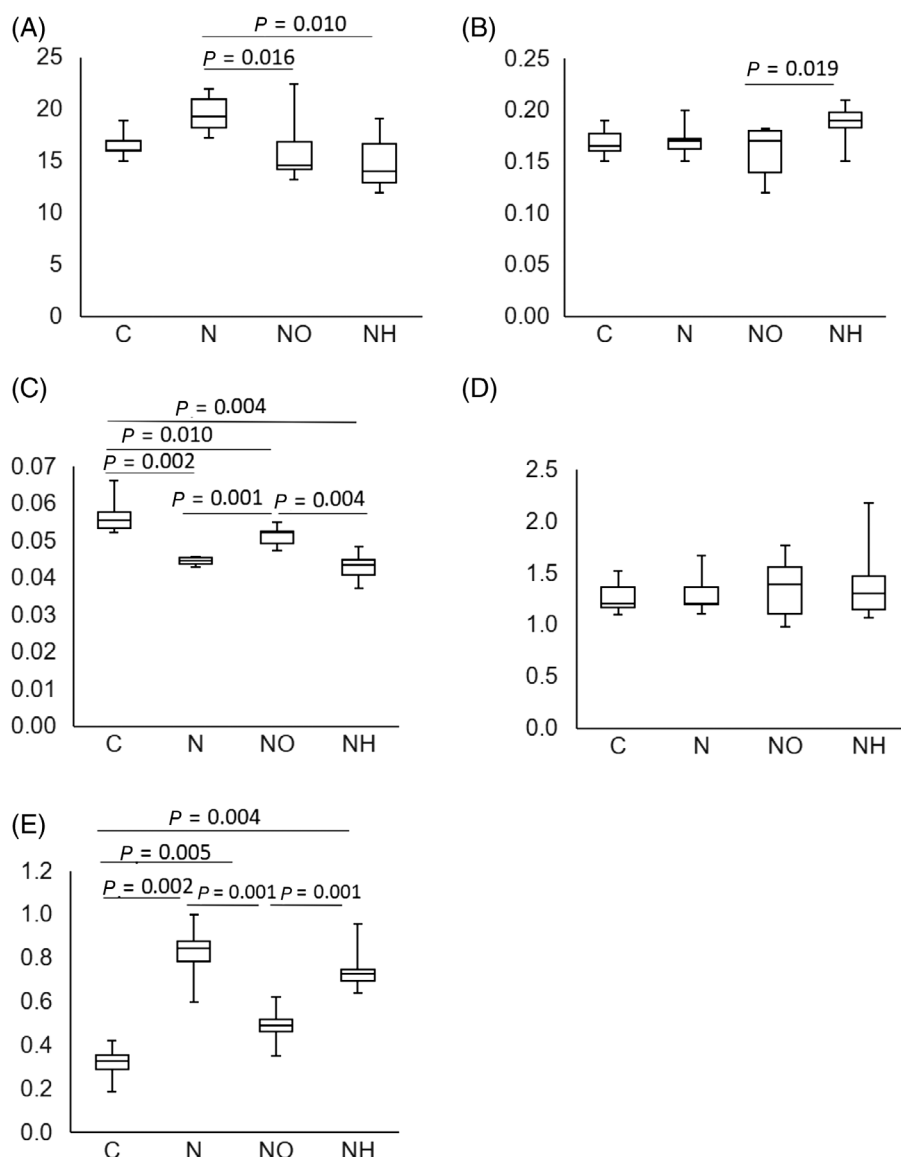 (A)
P = 0.010
P = 0.016
25
20
15
10
5
0
C N NO NH
(B)
P = 0.019
0.25
0.20
0.15
0.10
0.05
0.00
C N NO NH
(C)
P = 0.004
P = 0.010
P = 0.002
P = 0.001 P = 0.004
0.07
0.06
0.05
0.04
0.03
0.02
0.01
0.00
C N NO NH
(D)
2.5
2.0
1.5
1.0
0.5
0.0
C N NO NH
(E)
P = 0.004
P = 0.005
P = 0.002 P = 0.001 P = 0.001
1.2
1.0
0.8
0.6
0.4
0.2
0.0
C N NO NH